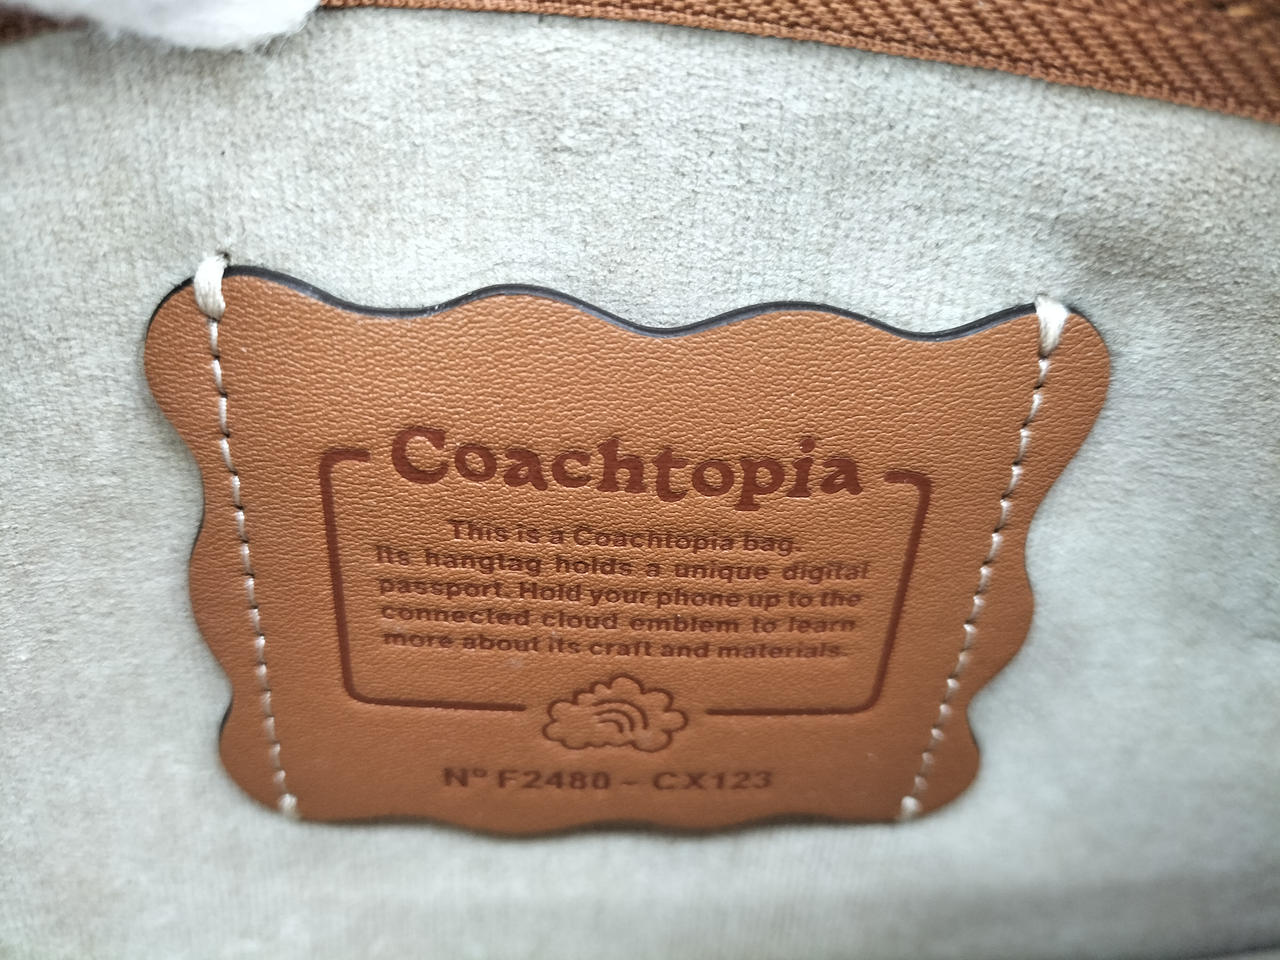 Coachtopia
This is a Coachtopia bag.
Its hangtag holds a unique digital
passport. Hold your phone up to the
connected cloud emblem to learn
more about its craft and materials.
Nº F2480 - CX123